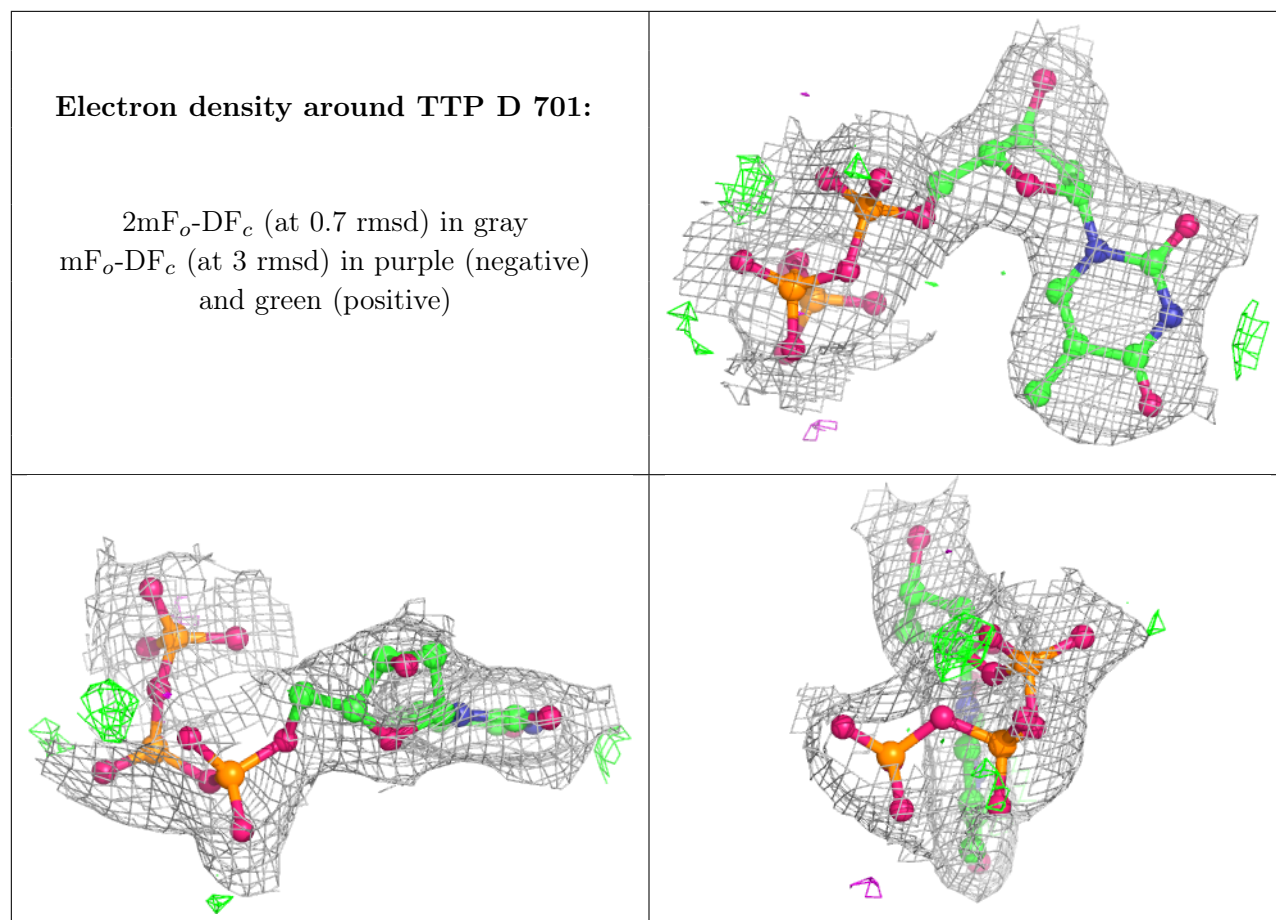 Electron density around TTP D 701:
2mFₒ-DF𝒸 (at 0.7 rmsd) in gray
mFₒ-DF𝒸 (at 3 rmsd) in purple (negative)
and green (positive)